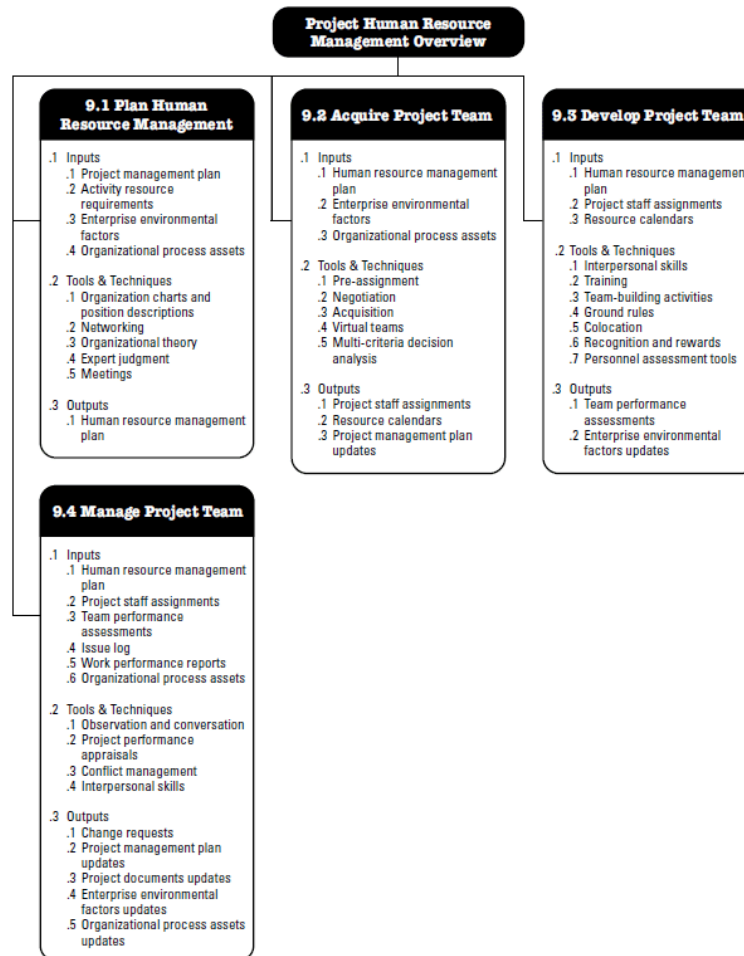 Project Human Resource
Management Overview
9.1 Plan Human
Resource Management
.1 Inputs
.1 Project management plan
.2 Activity resource
requirements
.3 Enterprise environmental
factors
.4 Organizational process assets
.2 Tools & Techniques
.1 Organization charts and
position descriptions
.2 Networking
.3 Organizational theory
.4 Expert judgment
.5 Meetings
.3 Outputs
.1 Human resource management
plan
9.2 Acquire Project Team
.1 Inputs
.1 Human resource management
plan
.2 Enterprise environmental
factors
.3 Organizational process assets
.2 Tools & Techniques
.1 Pre-assignment
.2 Negotiation
.3 Acquisition
.4 Virtual teams
.5 Multi-criteria decision
analysis
.3 Outputs
.1 Project staff assignments
.2 Resource calendars
.3 Project management plan
updates
9.3 Develop Project Team
.1 Inputs
.1 Human resource management
plan
.2 Project staff assignments
.3 Resource calendars
.2 Tools & Techniques
.1 Interpersonal skills
.2 Training
.3 Team-building activities
.4 Ground rules
.5 Colocation
.6 Recognition and rewards
.7 Personnel assessment tools
.3 Outputs
.1 Team performance
assessments
.2 Enterprise environmental
factors updates
9.4 Manage Project Team
.1 Inputs
.1 Human resource management
plan
.2 Project staff assignments
.3 Team performance
assessments
.4 Issue log
.5 Work performance reports
.6 Organizational process assets
.2 Tools & Techniques
.1 Observation and conversation
.2 Project performance
appraisals
.3 Conflict management
.4 Interpersonal skills
.3 Outputs
.1 Change requests
.2 Project management plan
updates
.3 Project documents updates
.4 Enterprise environmental
factors updates
.5 Organizational process assets
updates